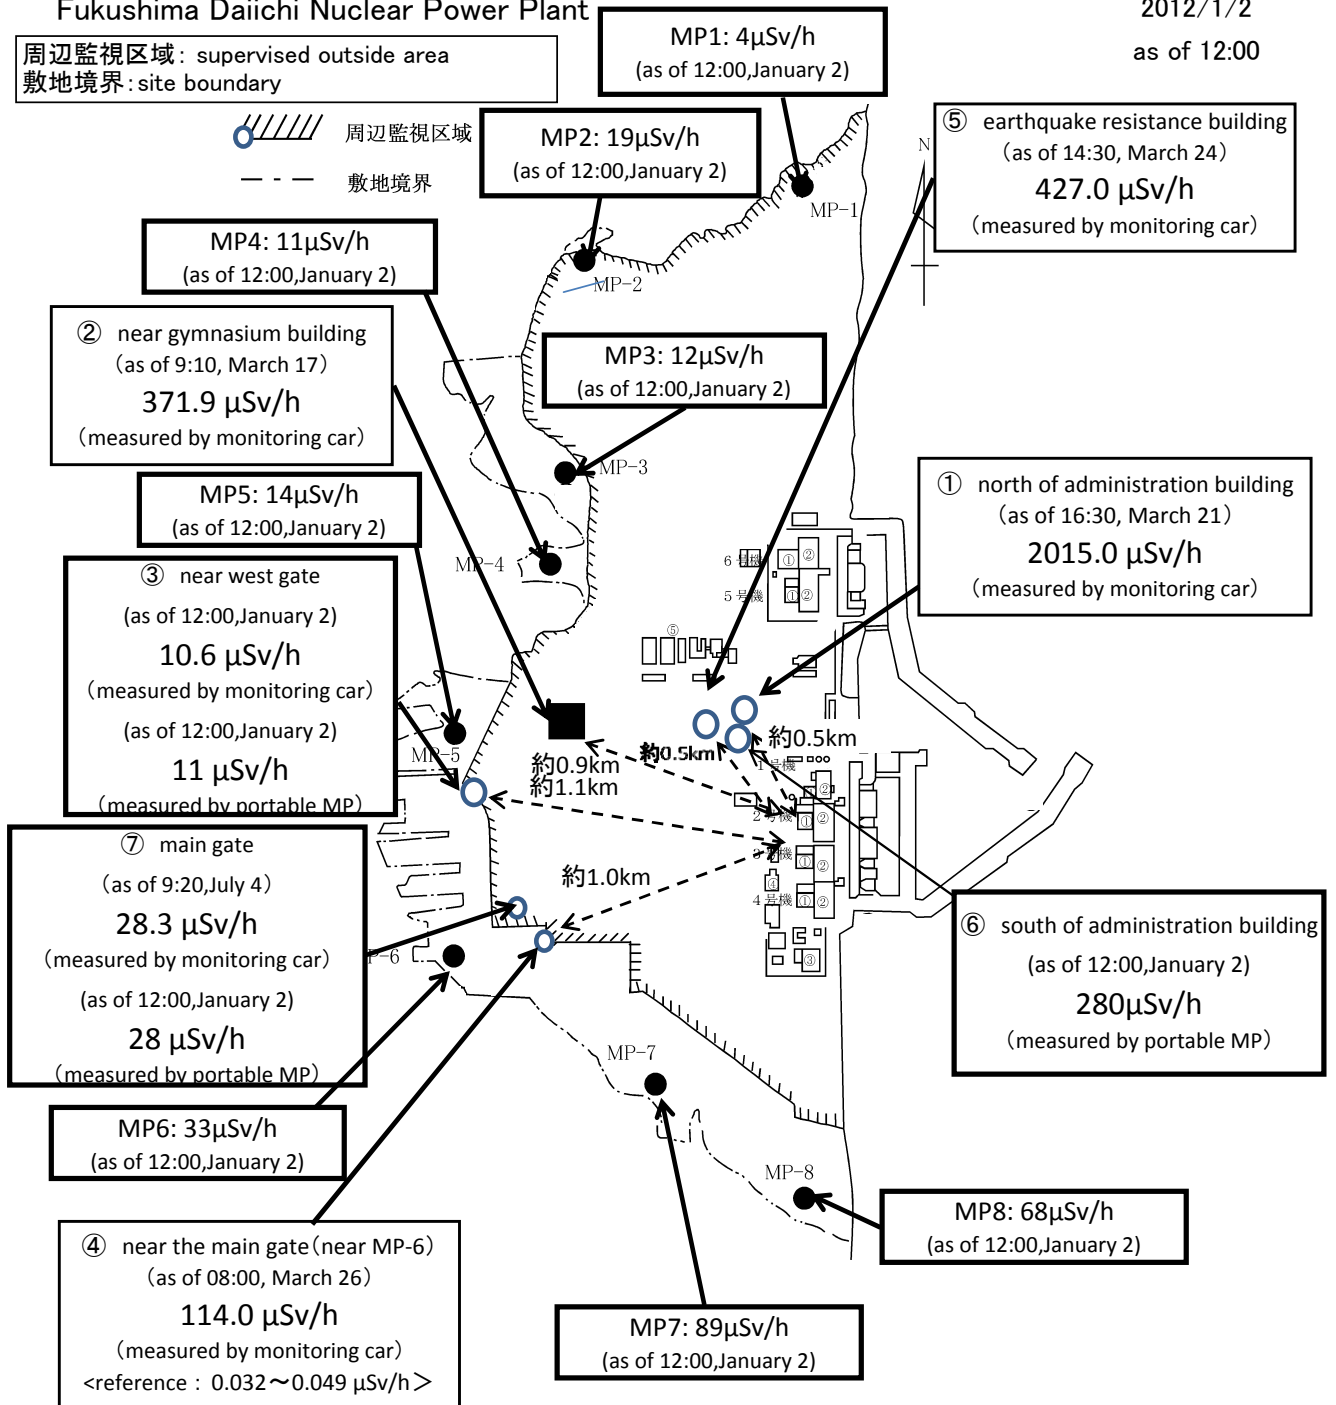 Fukushima Daiichi Nuclear Power Plant
2012/1/2
as of 12:00
周辺監視区域: supervised outside area
敷地境界:site boundary
周辺監視区域
敷地境界
MP1: 4μSv/h
(as of 12:00,January 2)
MP2: 19μSv/h
(as of 12:00,January 2)
⑤ earthquake resistance building
(as of 14:30, March 24)
427.0 μSv/h
(measured by monitoring car)
N
MP-1
MP4: 11μSv/h
(as of 12:00,January 2)
MP-2
② near gymnasium building
(as of 9:10, March 17)
371.9 μSv/h
(measured by monitoring car)
MP3: 12μSv/h
(as of 12:00,January 2)
MP-3
MP5: 14μSv/h
(as of 12:00,January 2)
① north of administration building
(as of 16:30, March 21)
2015.0 μSv/h
(measured by monitoring car)
MP-4
6号機
① ②
5号機
① ②
③ near west gate
(as of 12:00,January 2)
10.6 μSv/h
(measured by monitoring car)
(as of 12:00,January 2)
11 μSv/h
(measured by portable MP)
⑤
MP-5
約0.9km
約1.1km
約0.5km
約0.5km
1号機
①
②
2号機
① ②
3号機
① ②
④
4号機
① ②
③
約1.0km
⑦ main gate
(as of 9:20,July 4)
28.3 μSv/h
(measured by monitoring car)
(as of 12:00,January 2)
28 μSv/h
(measured by portable MP)
P-6
⑥ south of administration building
(as of 12:00,January 2)
280μSv/h
(measured by portable MP)
MP-7
MP6: 33μSv/h
(as of 12:00,January 2)
MP-8
MP8: 68μSv/h
(as of 12:00,January 2)
④ near the main gate(near MP-6)
(as of 08:00, March 26)
114.0 μSv/h
(measured by monitoring car)
<reference : 0.032～0.049 μSv/h＞
MP7: 89μSv/h
(as of 12:00,January 2)